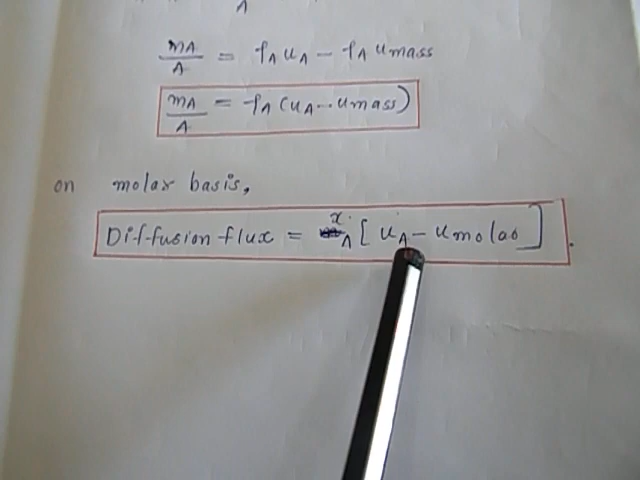 A
mA/A = ρA uA - ρA umass
mA/A = ρA (uA - umass)
on molar basis,
Diffusion flux = xA [ uA - umolar ].